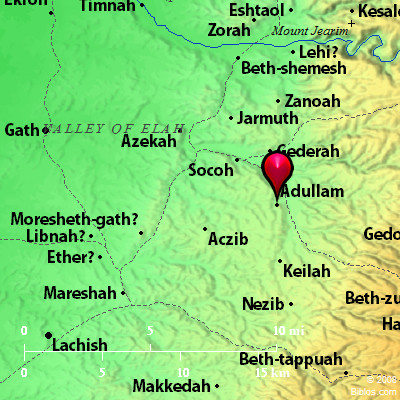 Ekron
Timnah
Eshtaol
Kesalo
Zorah
Mount Jearim
Lehi?
Beth-shemesh
Zanoah
Jarmuth
Gath
VALLEY OF ELAH
Azekah
Gederah
Socoh
Adullam
Moresheth-gath?
Libnah?
Aczib
Gedo
Ether?
Keilah
Mareshah
Nezib
Beth-zu
0 5 10 mi
Ha
Lachish
0 5 10 15 km
Beth-tappuah
Makkedah
© 2008
Bibles.com